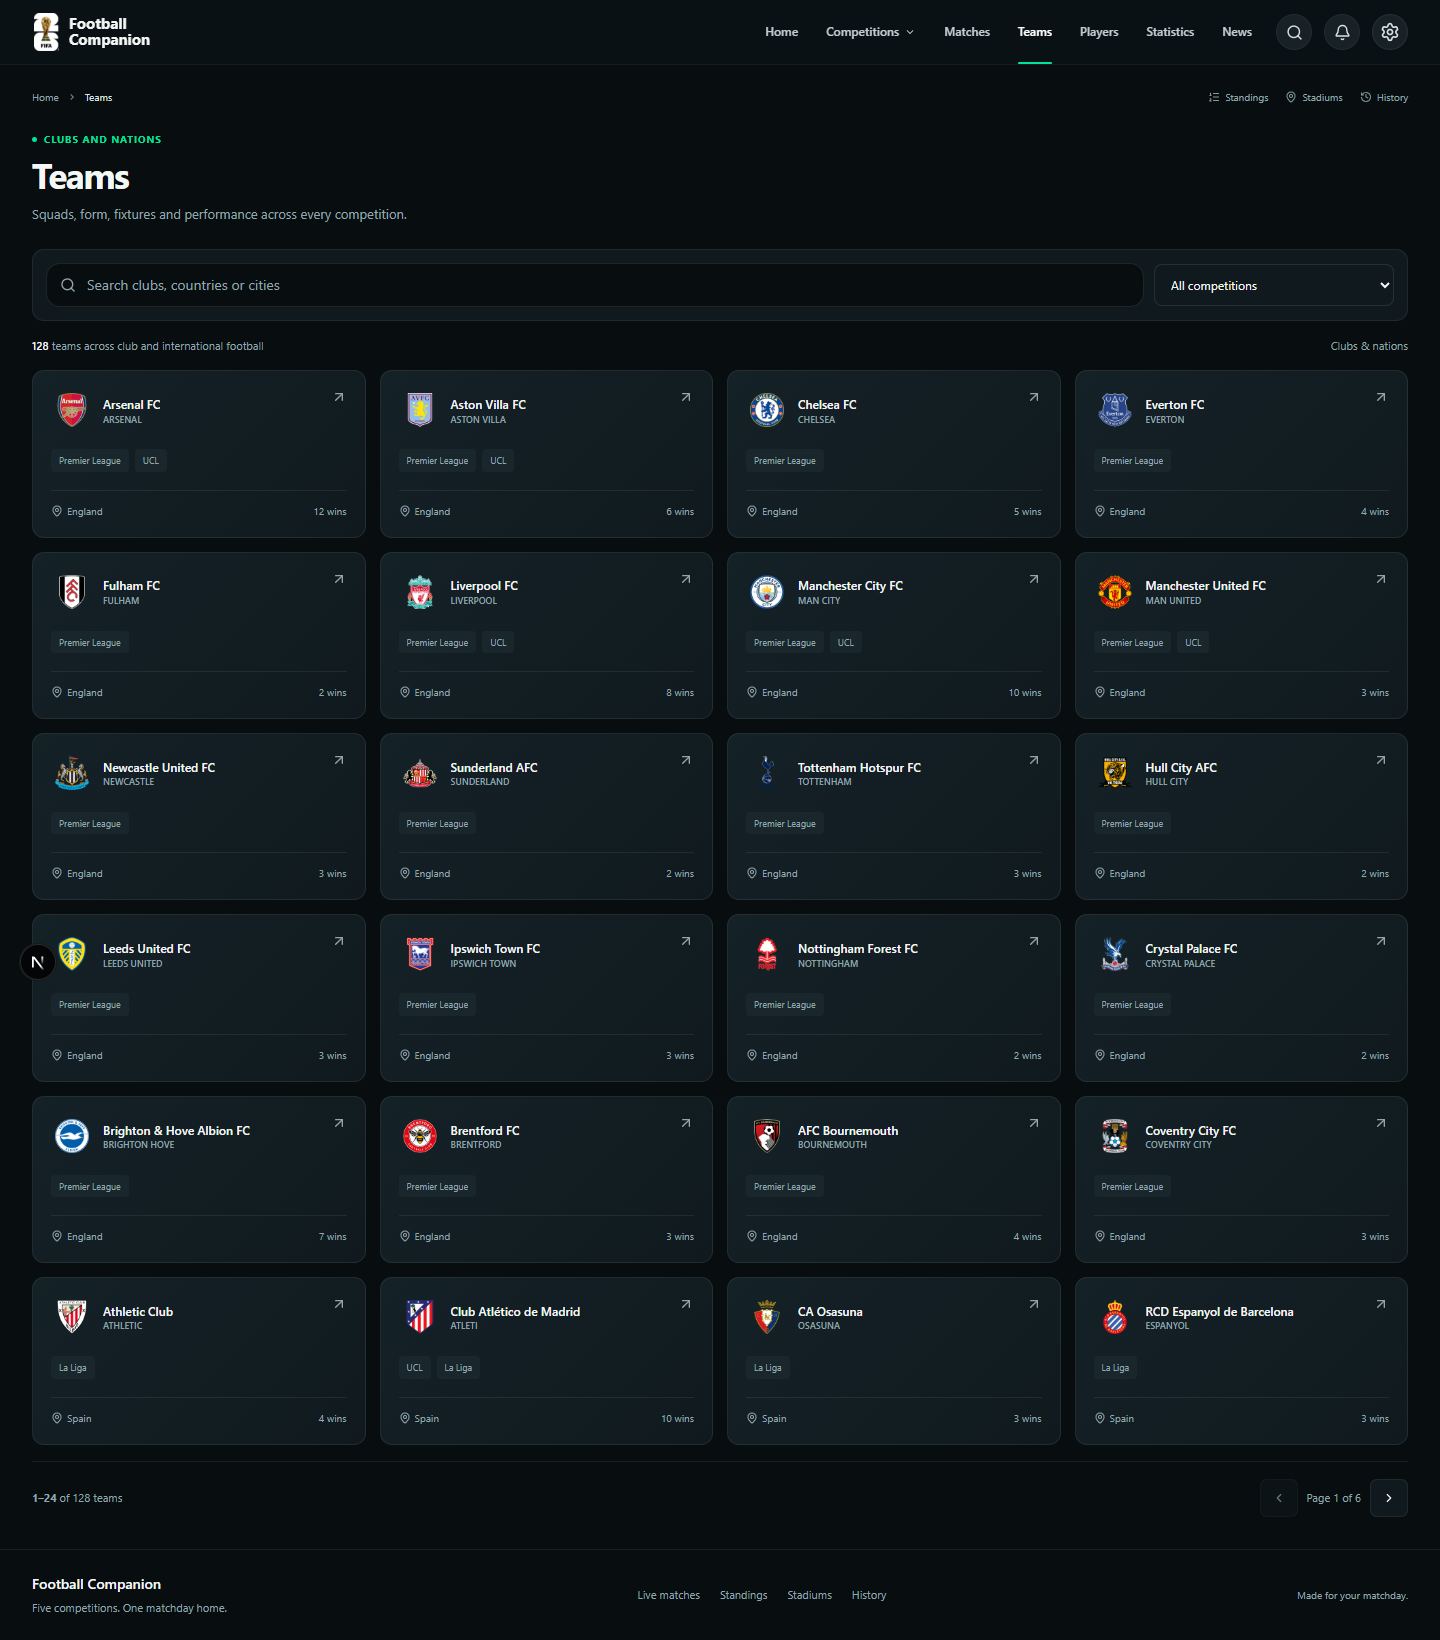 Football
Companion
FIFA
Home
Competitions
Matches
Teams
Players
Statistics
News
Home > Teams
Standings
Stadiums
History
CLUBS AND NATIONS
Teams
Squads, form, fixtures and performance across every competition.
Search clubs, countries or cities
All competitions
128 teams across club and international football
Clubs & nations
Arsenal FC
ARSENAL
Premier League UCL
England 12 wins
Aston Villa FC
ASTON VILLA
Premier League UCL
England 6 wins
Chelsea FC
CHELSEA
Premier League
England 5 wins
Everton FC
EVERTON
Premier League
England 4 wins
Fulham FC
FULHAM
Premier League
England 2 wins
Liverpool FC
LIVERPOOL
Premier League UCL
England 8 wins
Manchester City FC
MAN CITY
Premier League UCL
England 10 wins
Manchester United FC
MAN UNITED
Premier League UCL
England 3 wins
Newcastle United FC
NEWCASTLE
Premier League
England 3 wins
Sunderland AFC
SUNDERLAND
Premier League
England 2 wins
Tottenham Hotspur FC
TOTTENHAM
Premier League
England 3 wins
Hull City AFC
HULL CITY
Premier League
England 2 wins
N
Leeds United FC
LEEDS UNITED
Premier League
England 3 wins
Ipswich Town FC
IPSWICH TOWN
Premier League
England 3 wins
Nottingham Forest FC
NOTTINGHAM
Premier League
England 2 wins
Crystal Palace FC
CRYSTAL PALACE
Premier League
England 2 wins
Brighton & Hove Albion FC
BRIGHTON HOVE
Premier League
England 7 wins
Brentford FC
BRENTFORD
Premier League
England 3 wins
AFC Bournemouth
BOURNEMOUTH
Premier League
England 4 wins
Coventry City FC
COVENTRY CITY
Premier League
England 3 wins
Athletic Club
ATHLETIC
La Liga
Spain 4 wins
Club Atlético de Madrid
ATLETI
UCL La Liga
Spain 10 wins
CA Osasuna
OSASUNA
La Liga
Spain 3 wins
RCD Espanyol de Barcelona
ESPANYOL
La Liga
Spain 3 wins
1–24 of 128 teams
Page 1 of 6
Football Companion
Five competitions. One matchday home.
Live matches
Standings
Stadiums
History
Made for your matchday.